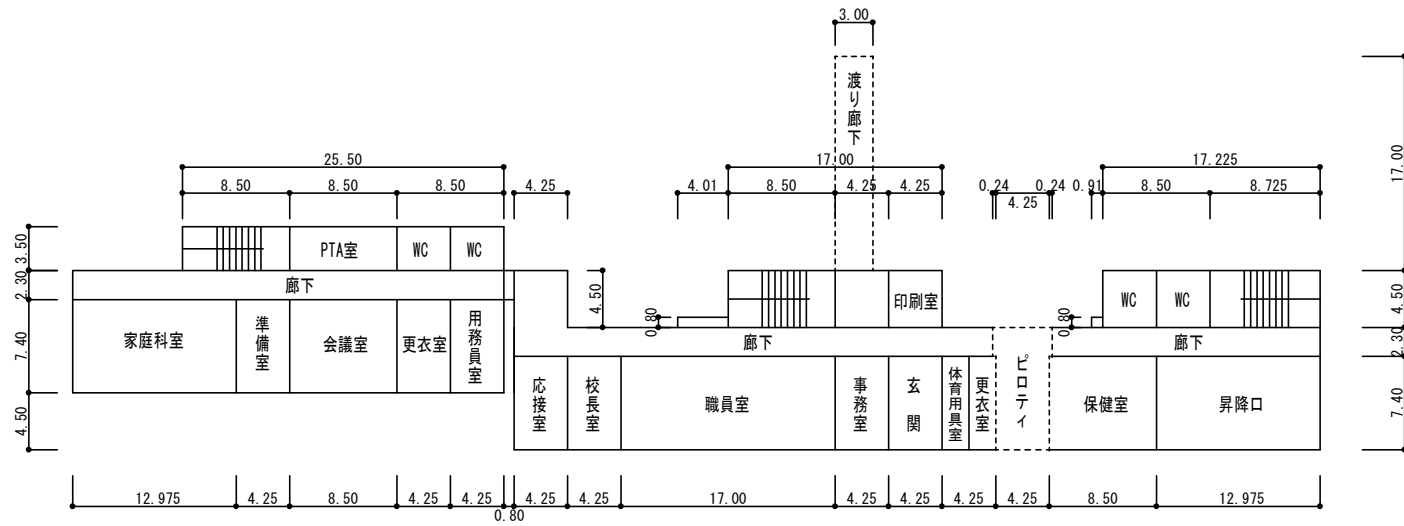 3.00
渡り廊下
17.00
25.50
17.00
17.225
8.50
8.50
8.50
4.25
4.01
8.50
4.25
4.25
0.24
4.25
0.24
0.91
8.50
8.725
3.50
2.30
7.40
4.50
PTA室
WC
WC
廊下
家庭科室
準備室
会議室
更衣室
用務員室
4.50
0.80
印刷室
廊下
応接室
校長室
職員室
事務室
玄関
体育用具室
更衣室
ピロティ
0.80
WC
WC
廊下
保健室
昇降口
4.50
2.30
7.40
12.975
4.25
8.50
4.25
4.25
0.80
4.25
4.25
17.00
4.25
4.25
4.25
4.25
8.50
12.975